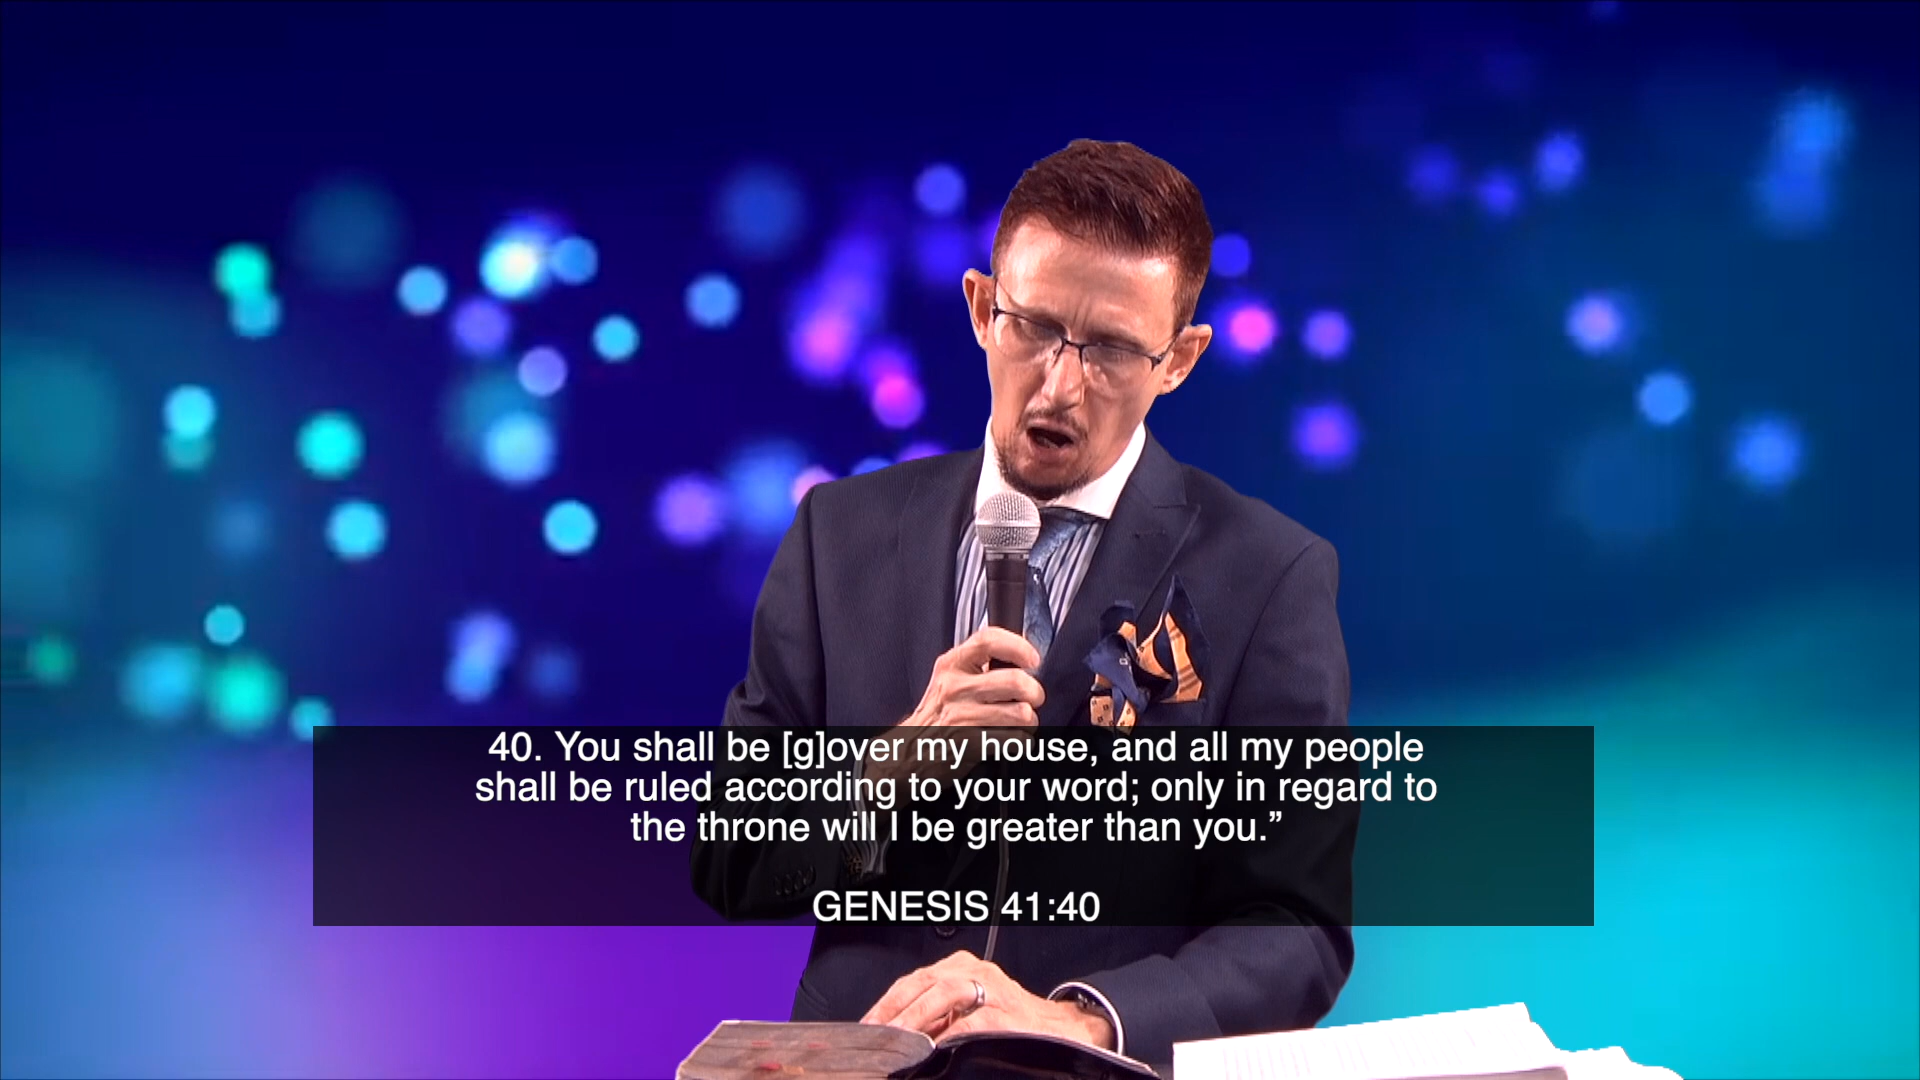 40. You shall be [g]over my house, and all my people
shall be ruled according to your word; only in regard to
the throne will I be greater than you.”
GENESIS 41:40